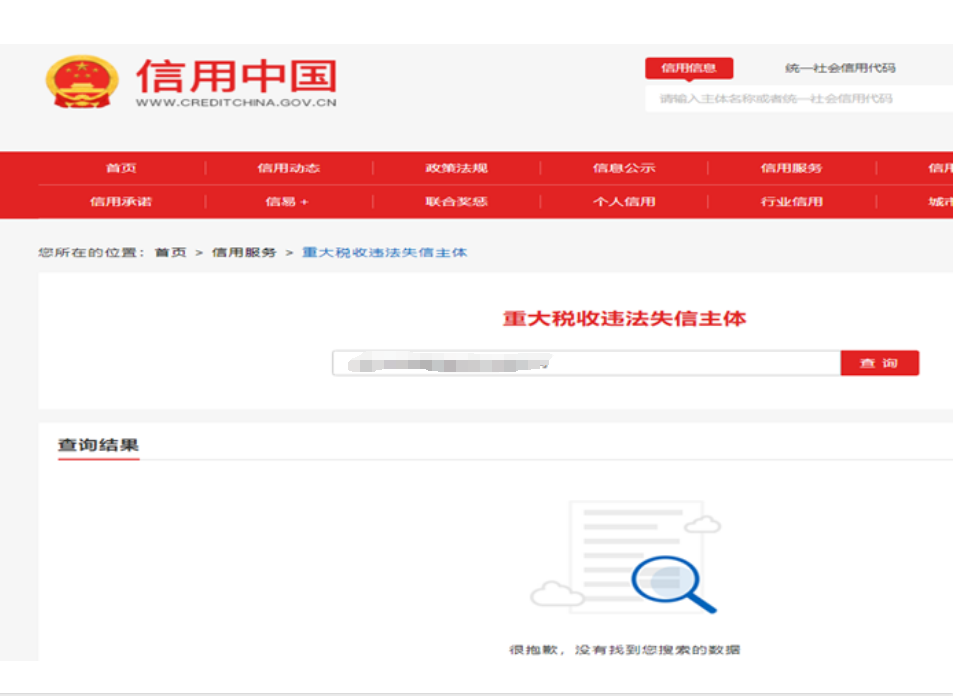 信用中国
WWW.CREDITCHINA.GOV.CN
信用信息 统一社会信用代码
请输入主体名称或者统一社会信用代码
首页 信用动态 政策法规 信息公示 信用服务 信用
信用承诺 信易+ 联合奖惩 个人信用 行业信用 城市
您所在的位置：首页 > 信用服务 > 重大税收违法失信主体
重大税收违法失信主体
查询
查询结果
很抱歉，没有找到您搜索的数据